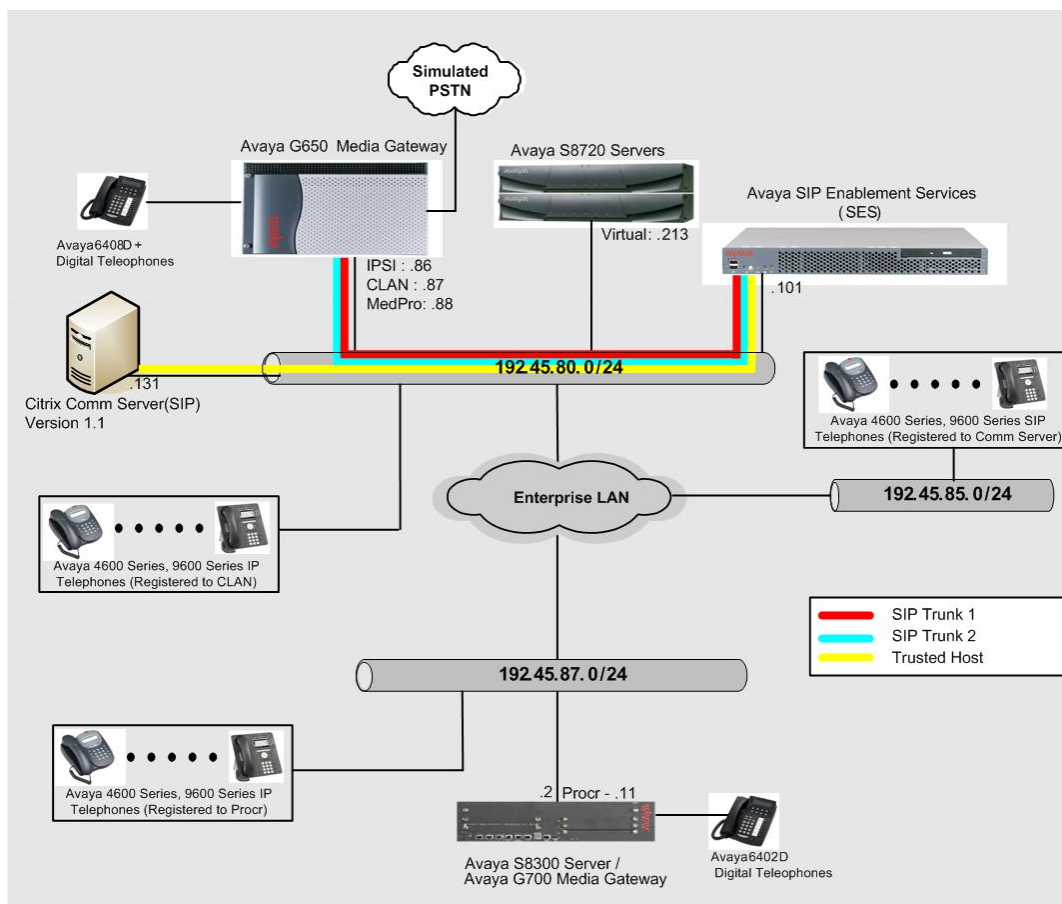 Simulated
PSTN
Avaya G650 Media Gateway
Avaya S8720 Servers
Avaya SIP Enablement Services
(SES)
Virtual: .213
Avaya6408D+
Digital Teleophones
IPSI : .86
CLAN : .87
MedPro: .88
AVAYA
.101
192.45.80.0/24
.131
Citrix Comm Server(SIP)
Version 1.1
Avaya 4600 Series, 9600 Series SIP
Telephones (Registered to Comm Server)
192.45.85.0/24
Enterprise LAN
Avaya 4600 Series, 9600 Series IP
Telephones (Registered to CLAN)
SIP Trunk 1
SIP Trunk 2
Trusted Host
192.45.87.0/24
Avaya 4600 Series, 9600 Series IP
Telephones (Registered to Procr)
.2 Procr - .11
AVAYA
Avaya S8300 Server /
Avaya G700 Media Gateway
Avaya6402D
Digital Teleophones